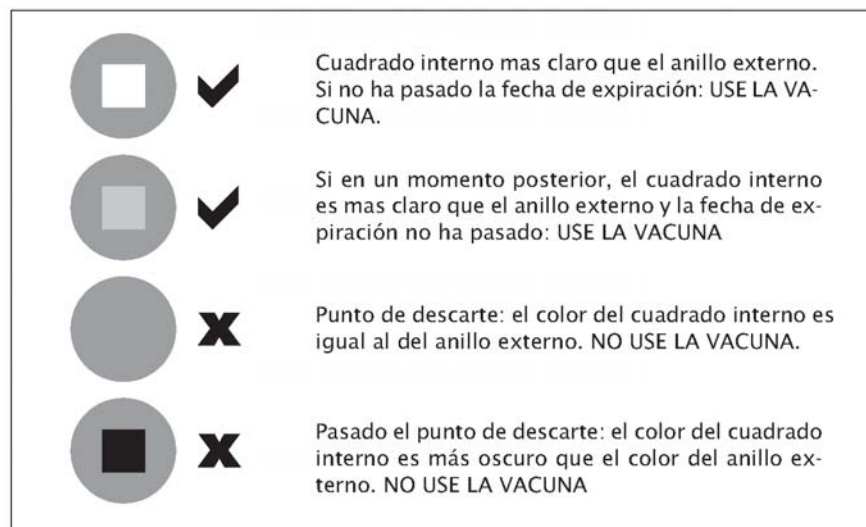 Cuadrado interno mas claro que el anillo externo.
Si no ha pasado la fecha de expiración: USE LA VA-
CUNA.
Si en un momento posterior, el cuadrado interno
es mas claro que el anillo externo y la fecha de ex-
piración no ha pasado: USE LA VACUNA
Punto de descarte: el color del cuadrado interno es
igual al del anillo externo. NO USE LA VACUNA.
Pasado el punto de descarte: el color del cuadrado
interno es más oscuro que el color del anillo ex-
terno. NO USE LA VACUNA